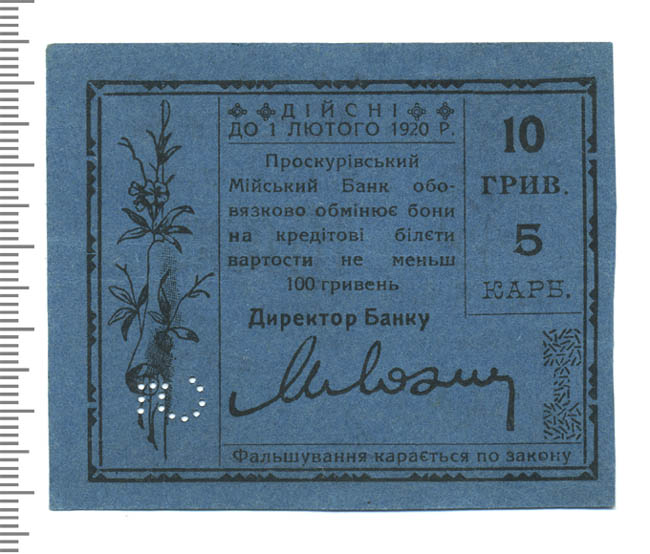 ДІЙСНІ
ДО 1 ЛЮТОГО 1920 Р.
Проскурівський
Мійський Банк обо-
вязково обмінює бони
на кредітові білєти
вартости не меньш
100 гривень
Директор Банку
10
ГРИВ.
5
КАРБ.
Фальшування карається по закону